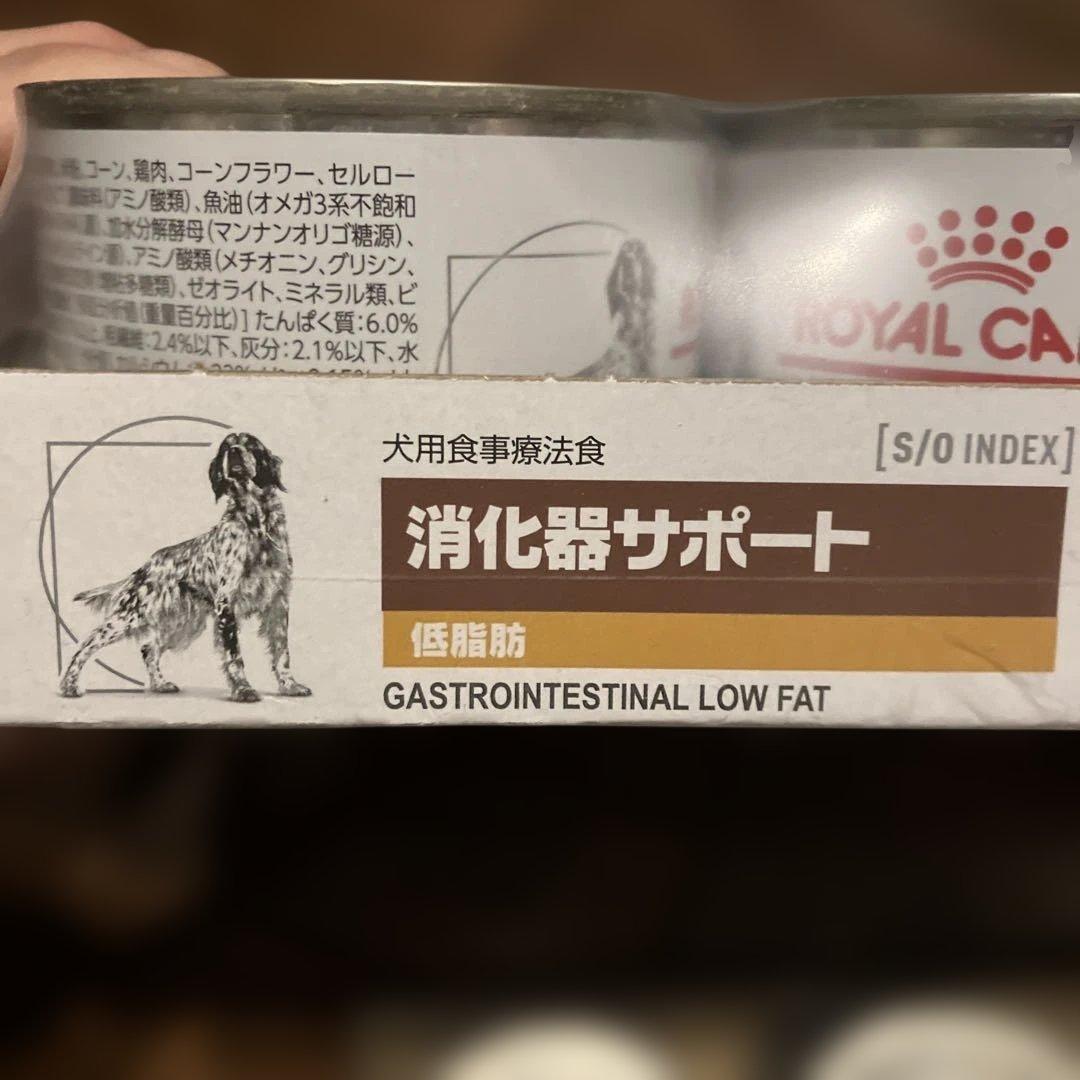 コーン、鶏肉、コーンフラワー、セルロー
(アミノ酸類)、魚油(オメガ3系不飽和
加水分解酵母(マンナンオリゴ糖源)、
アミノ酸類(メチオニン、グリシン、
ゼオライト、ミネラル類、ビ
(重量百分比)]たんぱく質:6.0%
2.4%以下、灰分:2.1%以下、水
ROYAL CA
犬用食事療法食
[S/O INDEX]
消化器サポート
低脂肪
GASTROINTESTINAL LOW FAT